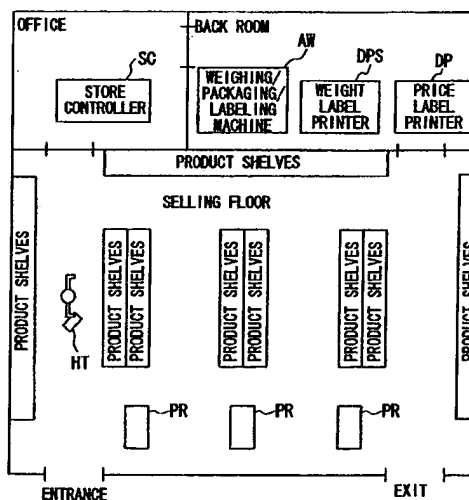 OFFICE
BACK ROOM
SC
AW
DPS
DP
STORE
CONTROLLER
WEIGHING/
PACKAGING/
LABELING
MACHINE
WEIGHT
LABEL
PRINTER
PRICE
LABEL
PRINTER
PRODUCT SHELVES
SELLING FLOOR
PRODUCT SHELVES
PRODUCT SHELVES
PRODUCT SHELVES
PRODUCT SHELVES
PRODUCT SHELVES
PRODUCT SHELVES
PRODUCT SHELVES
PRODUCT SHELVES
HT
PR
PR
PR
ENTRANCE
EXIT